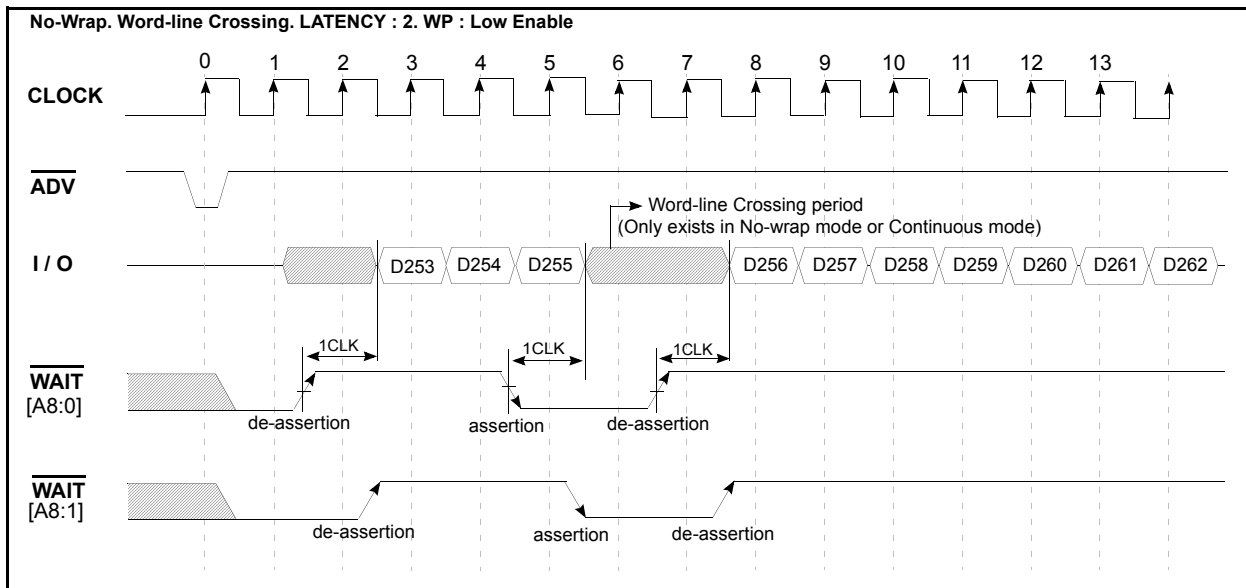 No-Wrap. Word-line Crossing. LATENCY : 2. WP : Low Enable
0 1 2 3 4 5 6 7 8 9 10 11 12 13
CLOCK
ADV
Word-line Crossing period
(Only exists in No-wrap mode or Continuous mode)
I / O
D253 D254 D255 D256 D257 D258 D259 D260 D261 D262
1CLK 1CLK 1CLK
WAIT
[A8:0]
de-assertion assertion de-assertion
WAIT
[A8:1]
de-assertion assertion de-assertion